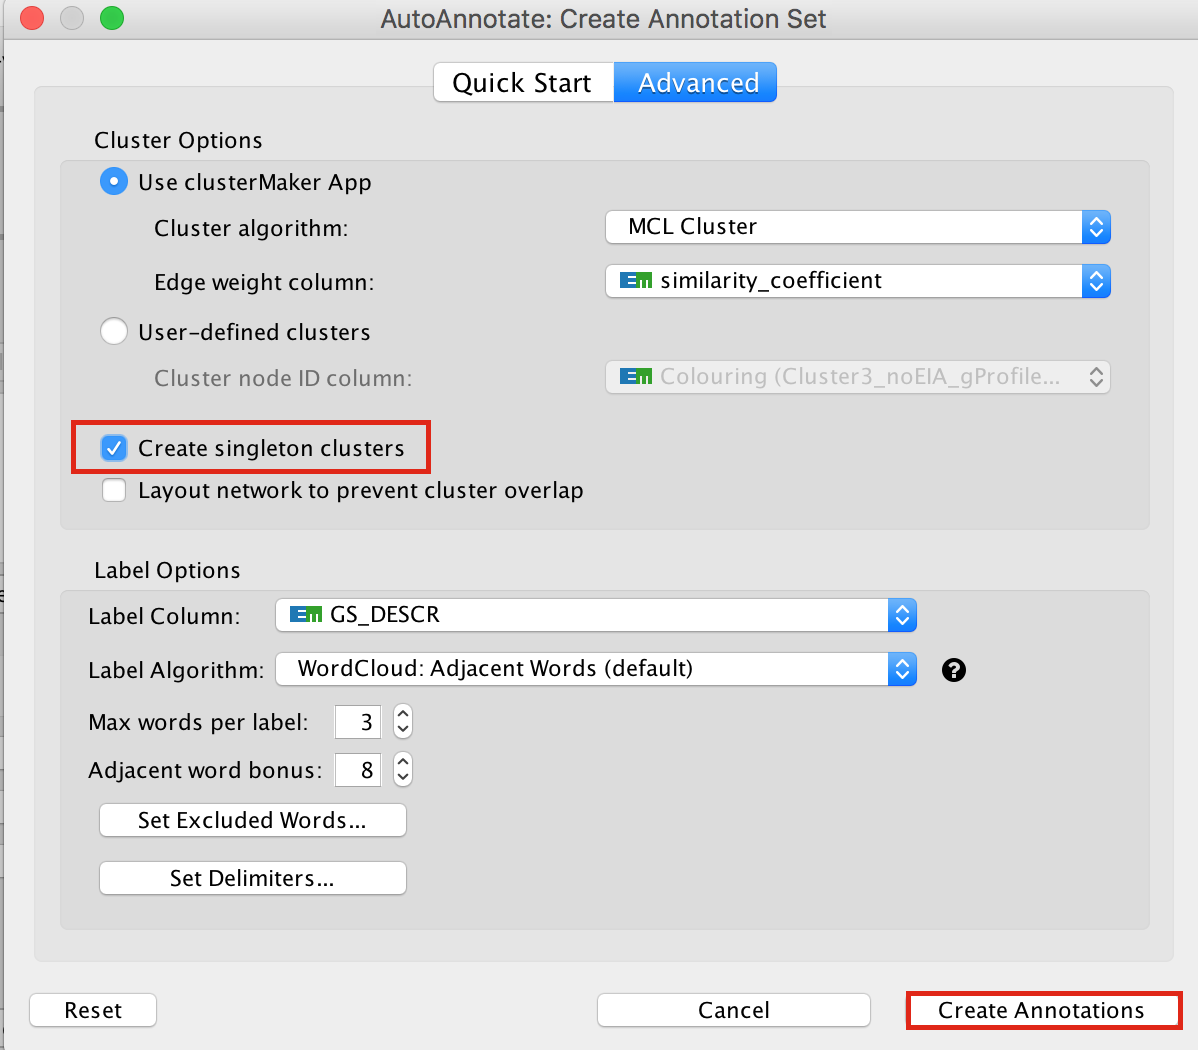 AutoAnnotate: Create Annotation Set
Quick Start Advanced
Cluster Options
Use clusterMaker App
Cluster algorithm: MCL Cluster
Edge weight column: EM similarity_coefficient
User-defined clusters
Cluster node ID column: EM Colouring (Cluster3_noEIA_gProfile...
Create singleton clusters
Layout network to prevent cluster overlap
Label Options
Label Column: EM GS_DESCR
Label Algorithm: WordCloud: Adjacent Words (default) ?
Max words per label: 3
Adjacent word bonus: 8
Set Excluded Words...
Set Delimiters...
Reset Cancel Create Annotations